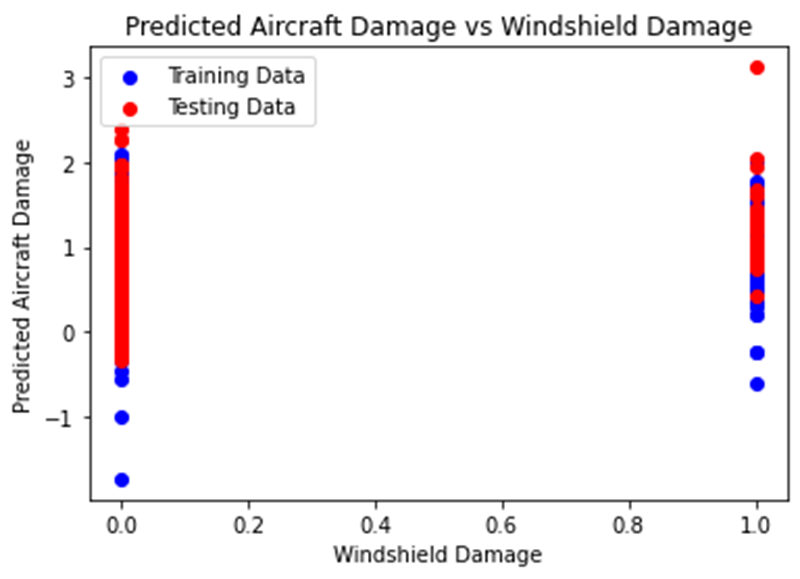 Predicted Aircraft Damage vs Windshield Damage
Training Data
Testing Data
Predicted Aircraft Damage
3
2
1
0
−1
0.0 0.2 0.4 0.6 0.8 1.0
Windshield Damage